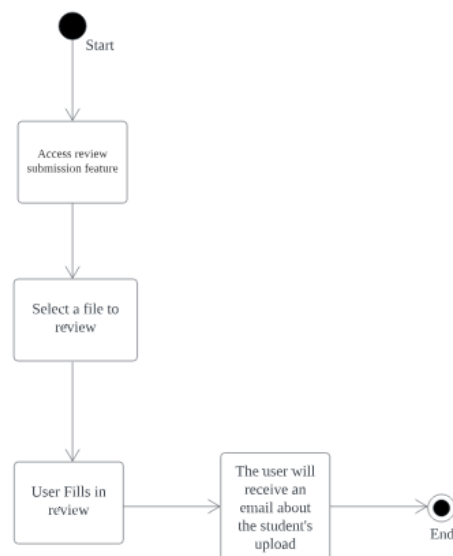 Start
Access review
submission feature
Select a file to
review
User Fills in
review
The user will
receive an
email about
the student's
upload
End